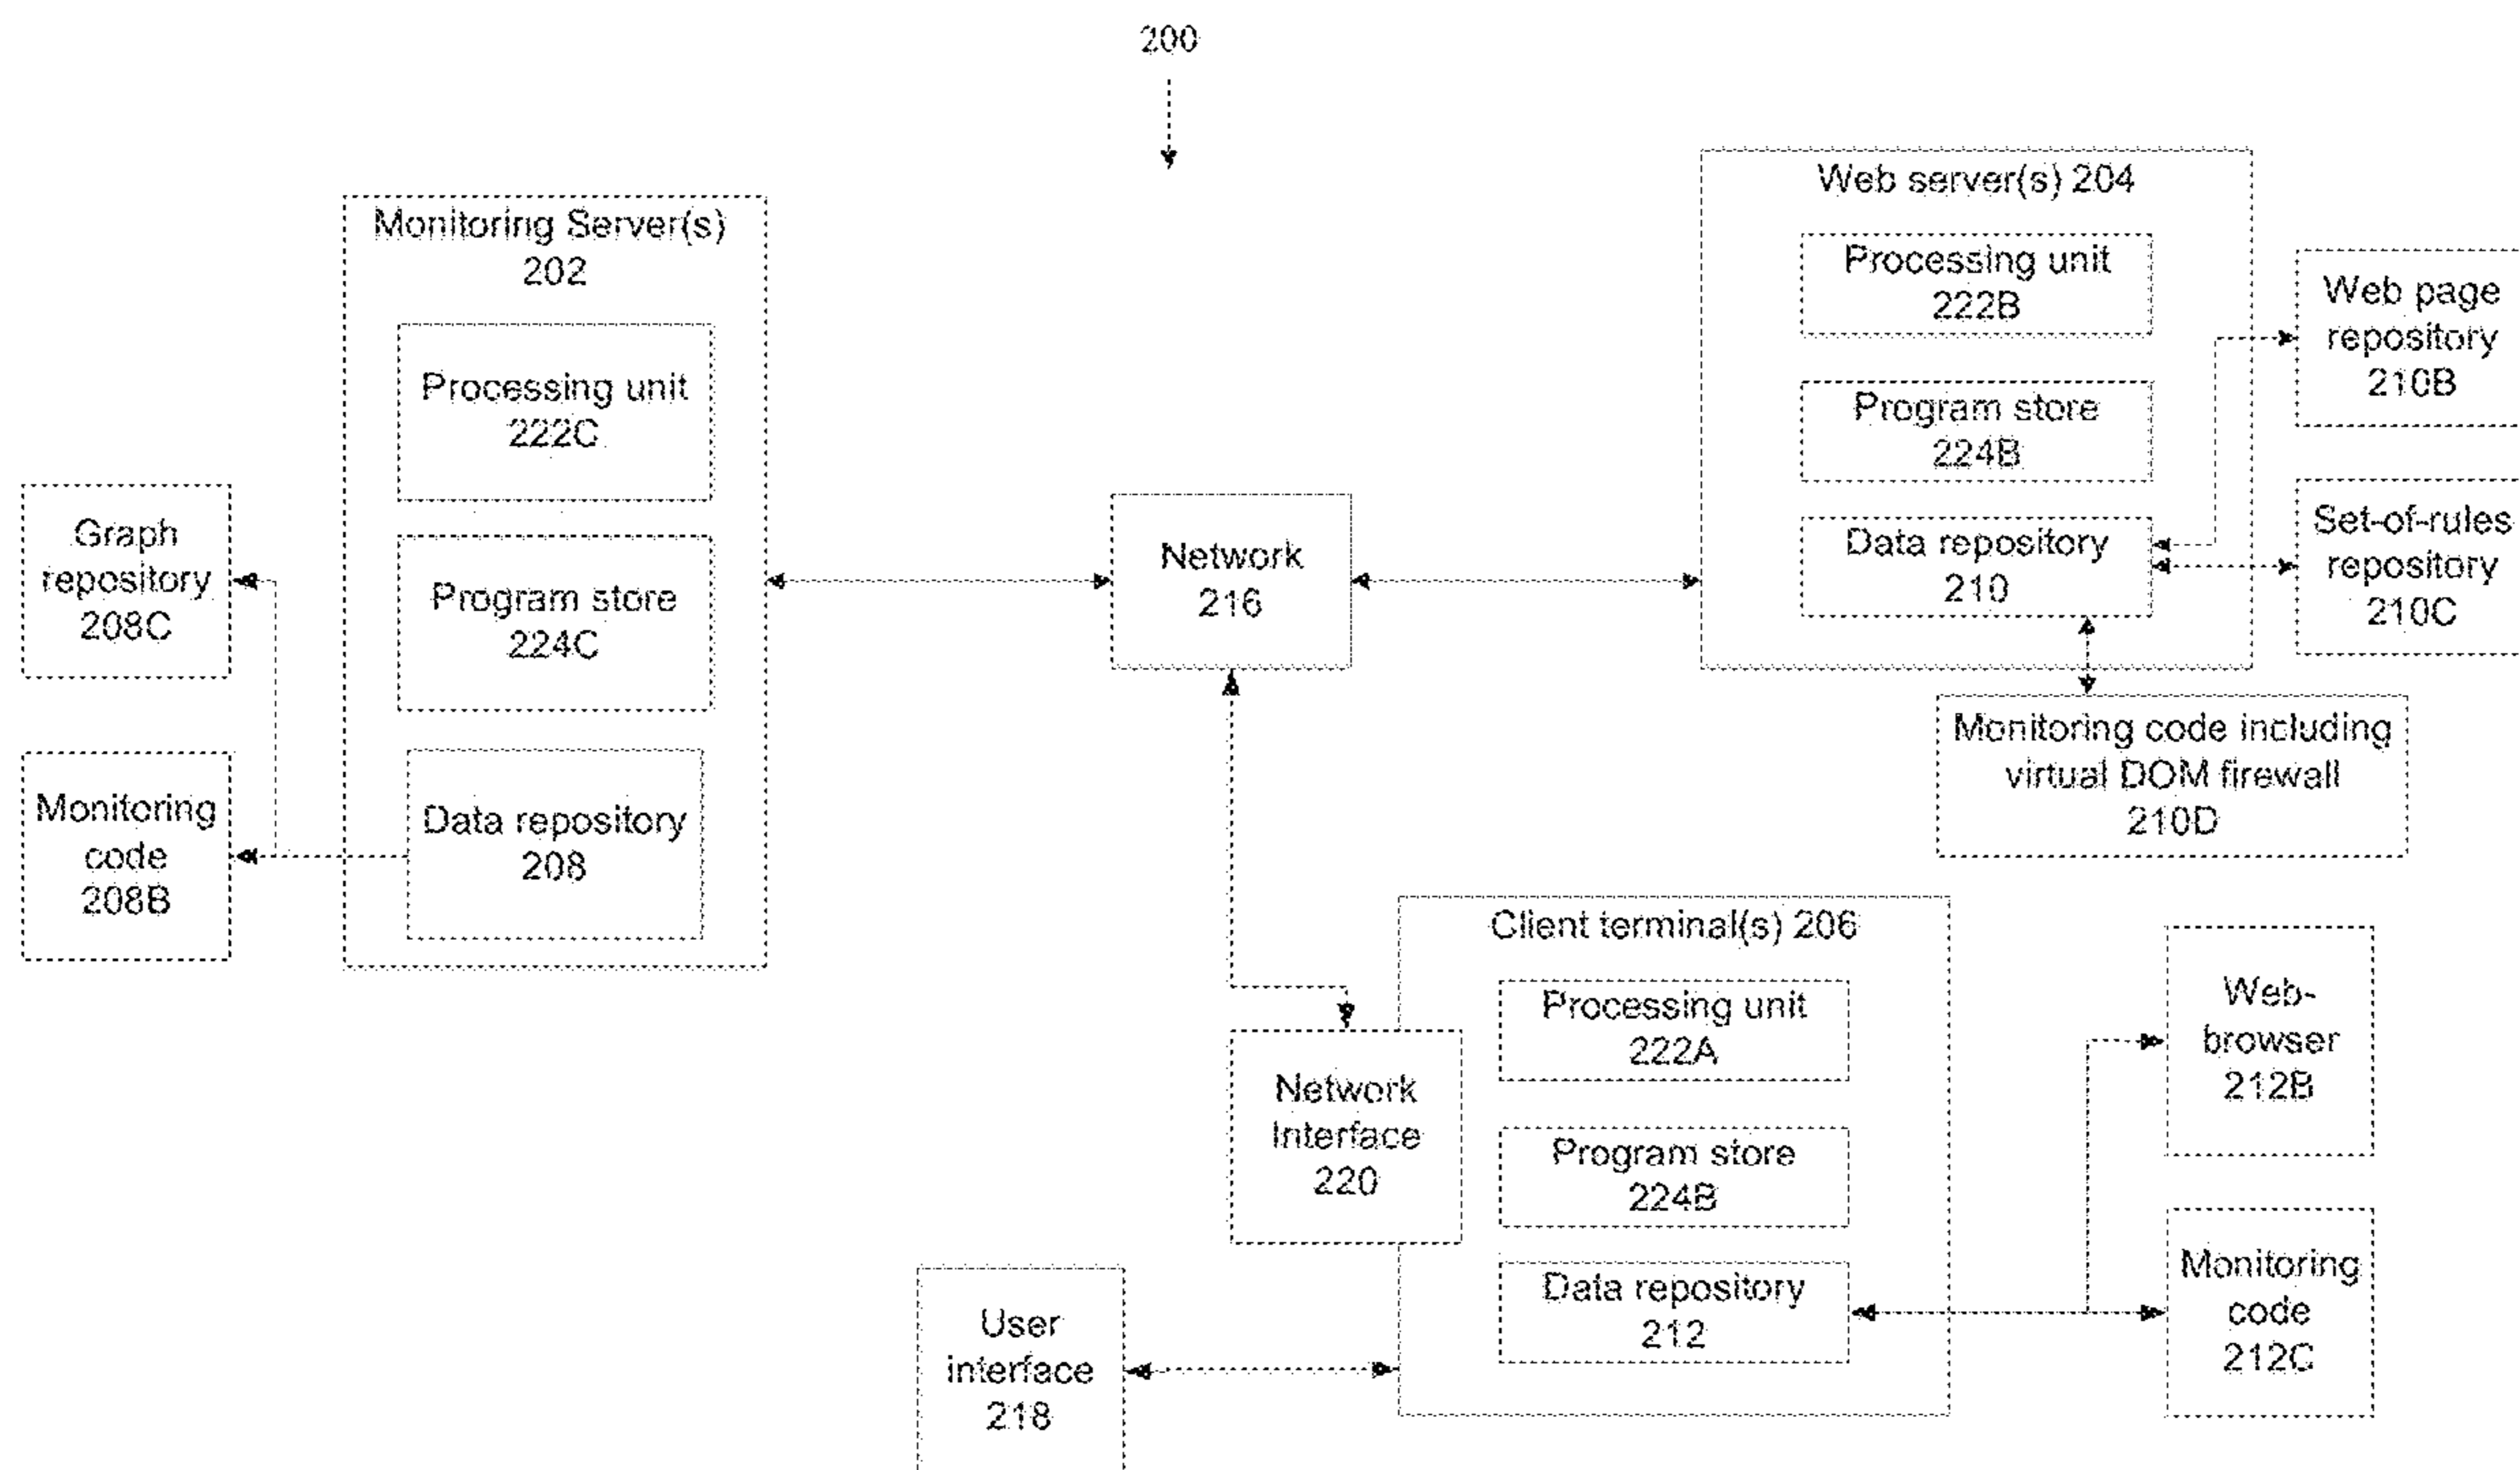 200
Monitoring Server(s)
202
Processing unit
222C
Program store
224C
Data repository
208
Graph
repository
208C
Monitoring
code
208B
Network
216
Web server(s) 204
Processing unit
222B
Program store
224B
Data repository
210
Web page
repository
210B
Set-of-rules
repository
210C
Monitoring code including
virtual DOM firewall
210D
Client terminal(s) 206
Processing unit
222A
Program store
224B
Data repository
212
Network
Interface
220
User
interface
218
Web-
browser
212B
Monitoring
code
212C